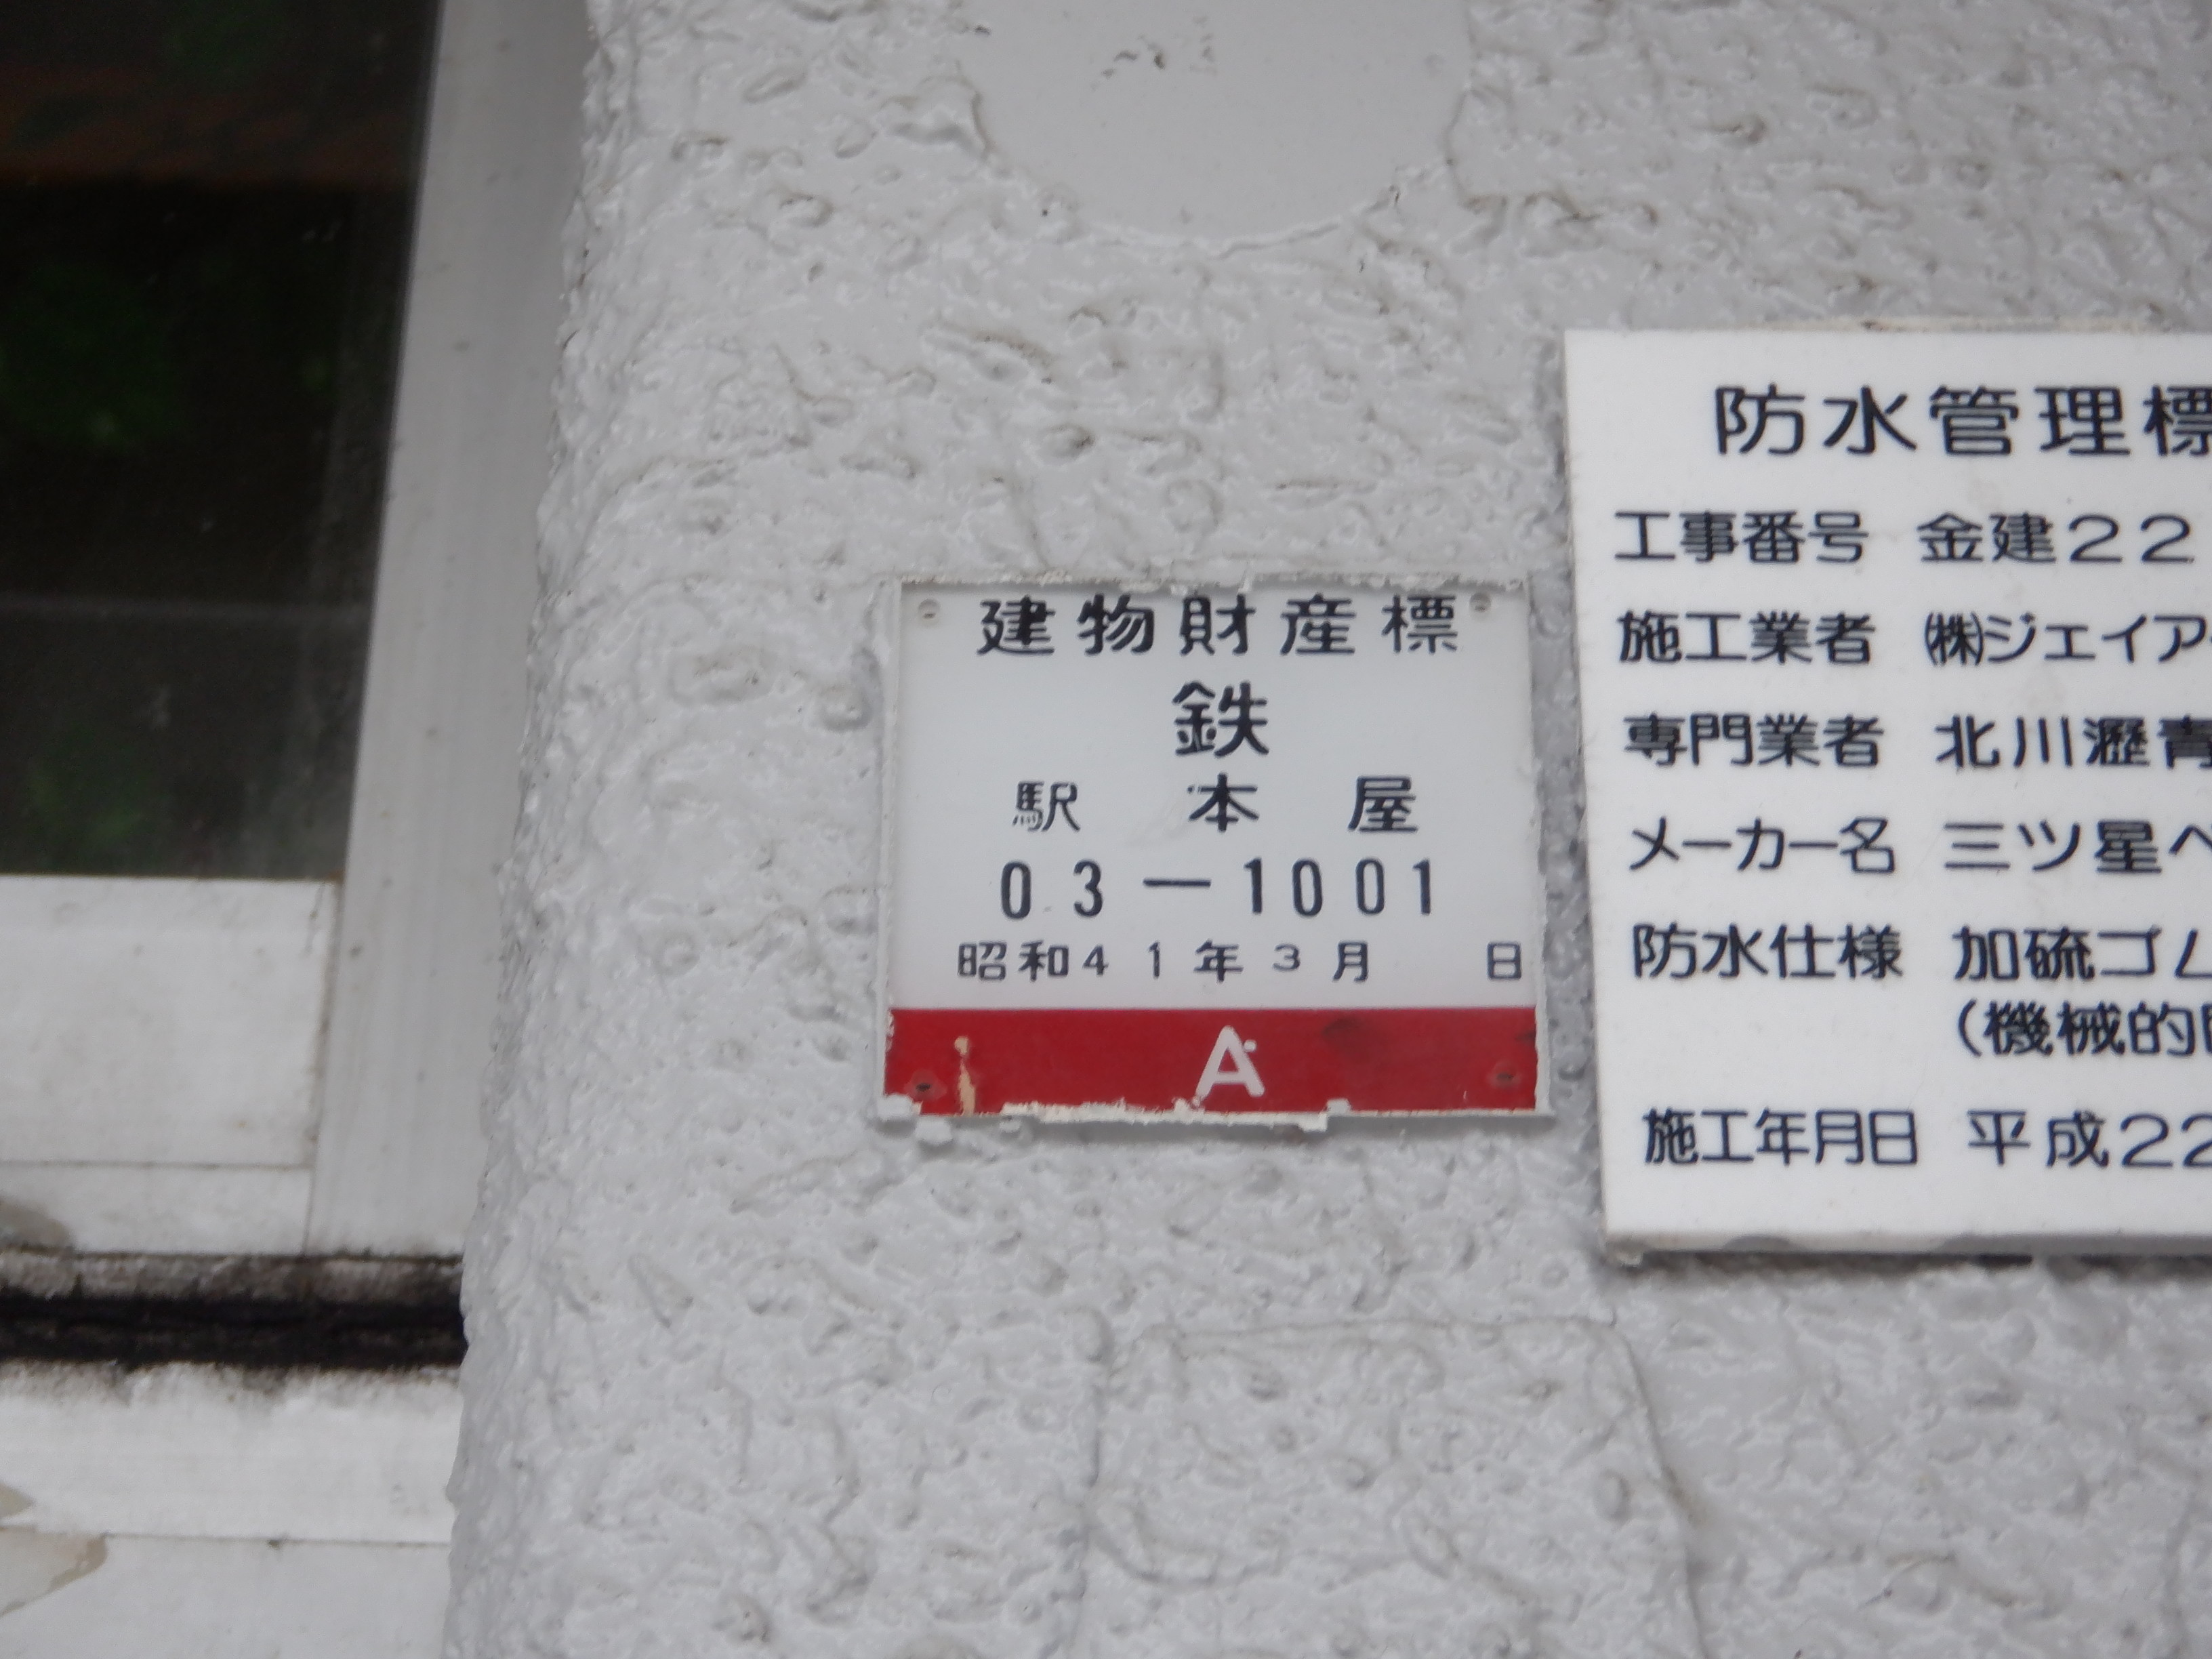 建物財産標
鉄
駅 本 屋
03-1001
昭和41年3月 日
A
防水管理標
工事番号 金建22
施工業者 ㈱ジェイア
専門業者 北川瀝青
メーカー名 三ツ星ベ
防水仕様 加硫ゴム
(機械的
施工年月日 平成22